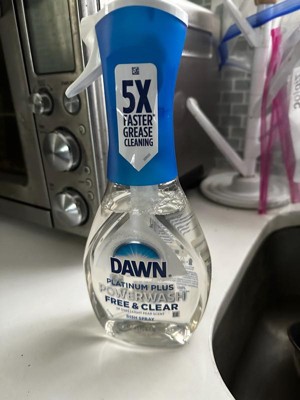 5X
FASTER*
GREASE
CLEANING
DAWN
PLATINUM PLUS
POWERWASH
FREE & CLEAR
DISH SPRAY